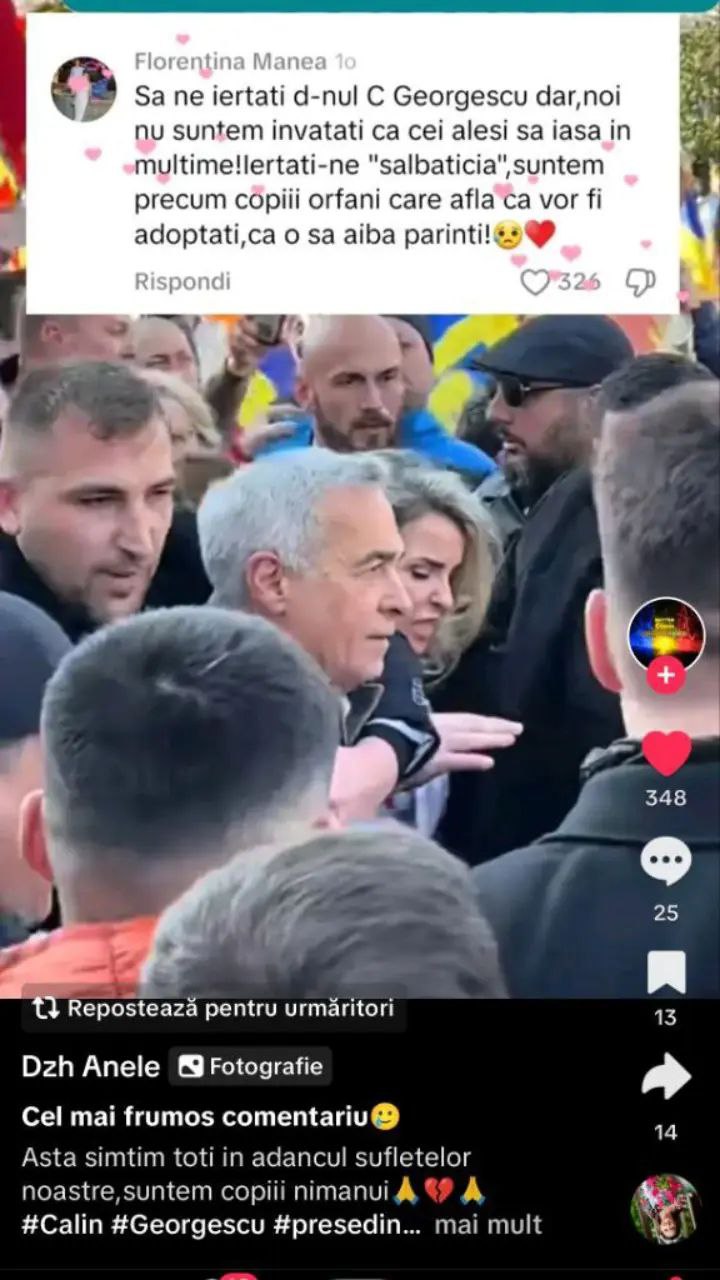 Florentina Manea 1o
Sa ne iertati d-nul C Georgescu dar,noi
nu suntem invatati ca cei alesi sa iasa in
multime!Iertati-ne "salbaticia",suntem
precum copiii orfani care afla ca vor fi
adoptati,ca o sa aiba parinti!😥❤️
Rispondi
326
348
25
13
14
Repostează pentru urmăritori
Dzh Anele
Fotografie
Cel mai frumos comentariu🥲
Asta simtim toti in adancul sufletelor
noastre,suntem copiii nimanui🙏💔🙏
#Calin #Georgescu #presedin... mai mult